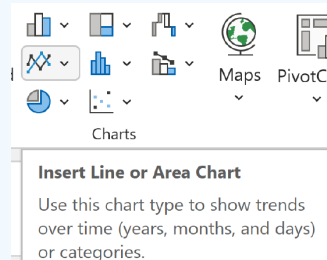 Maps
Charts
Insert Line or Area Chart
Use this chart type to show trends
over time (years, months, and days)
or categories.